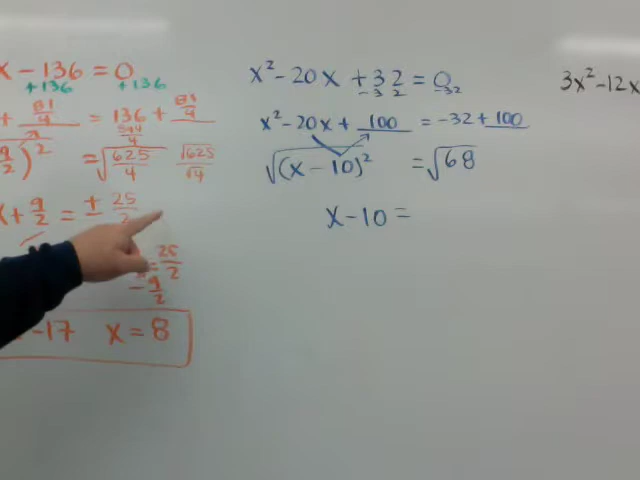 x - 136 = 0
+136 +136
+ 81/4 = 136 + 81/4
544/4
9/2)² = √625/4 √625/√4
x + 9/2 = ± 25/2
= 25/2
- 9/2
-17 x = 8
x² - 20x + 32 = 0
- 32 - 32
x² - 20x + 100 = -32 + 100
√(x - 10)² = √68
x - 10 =
3x² - 12x